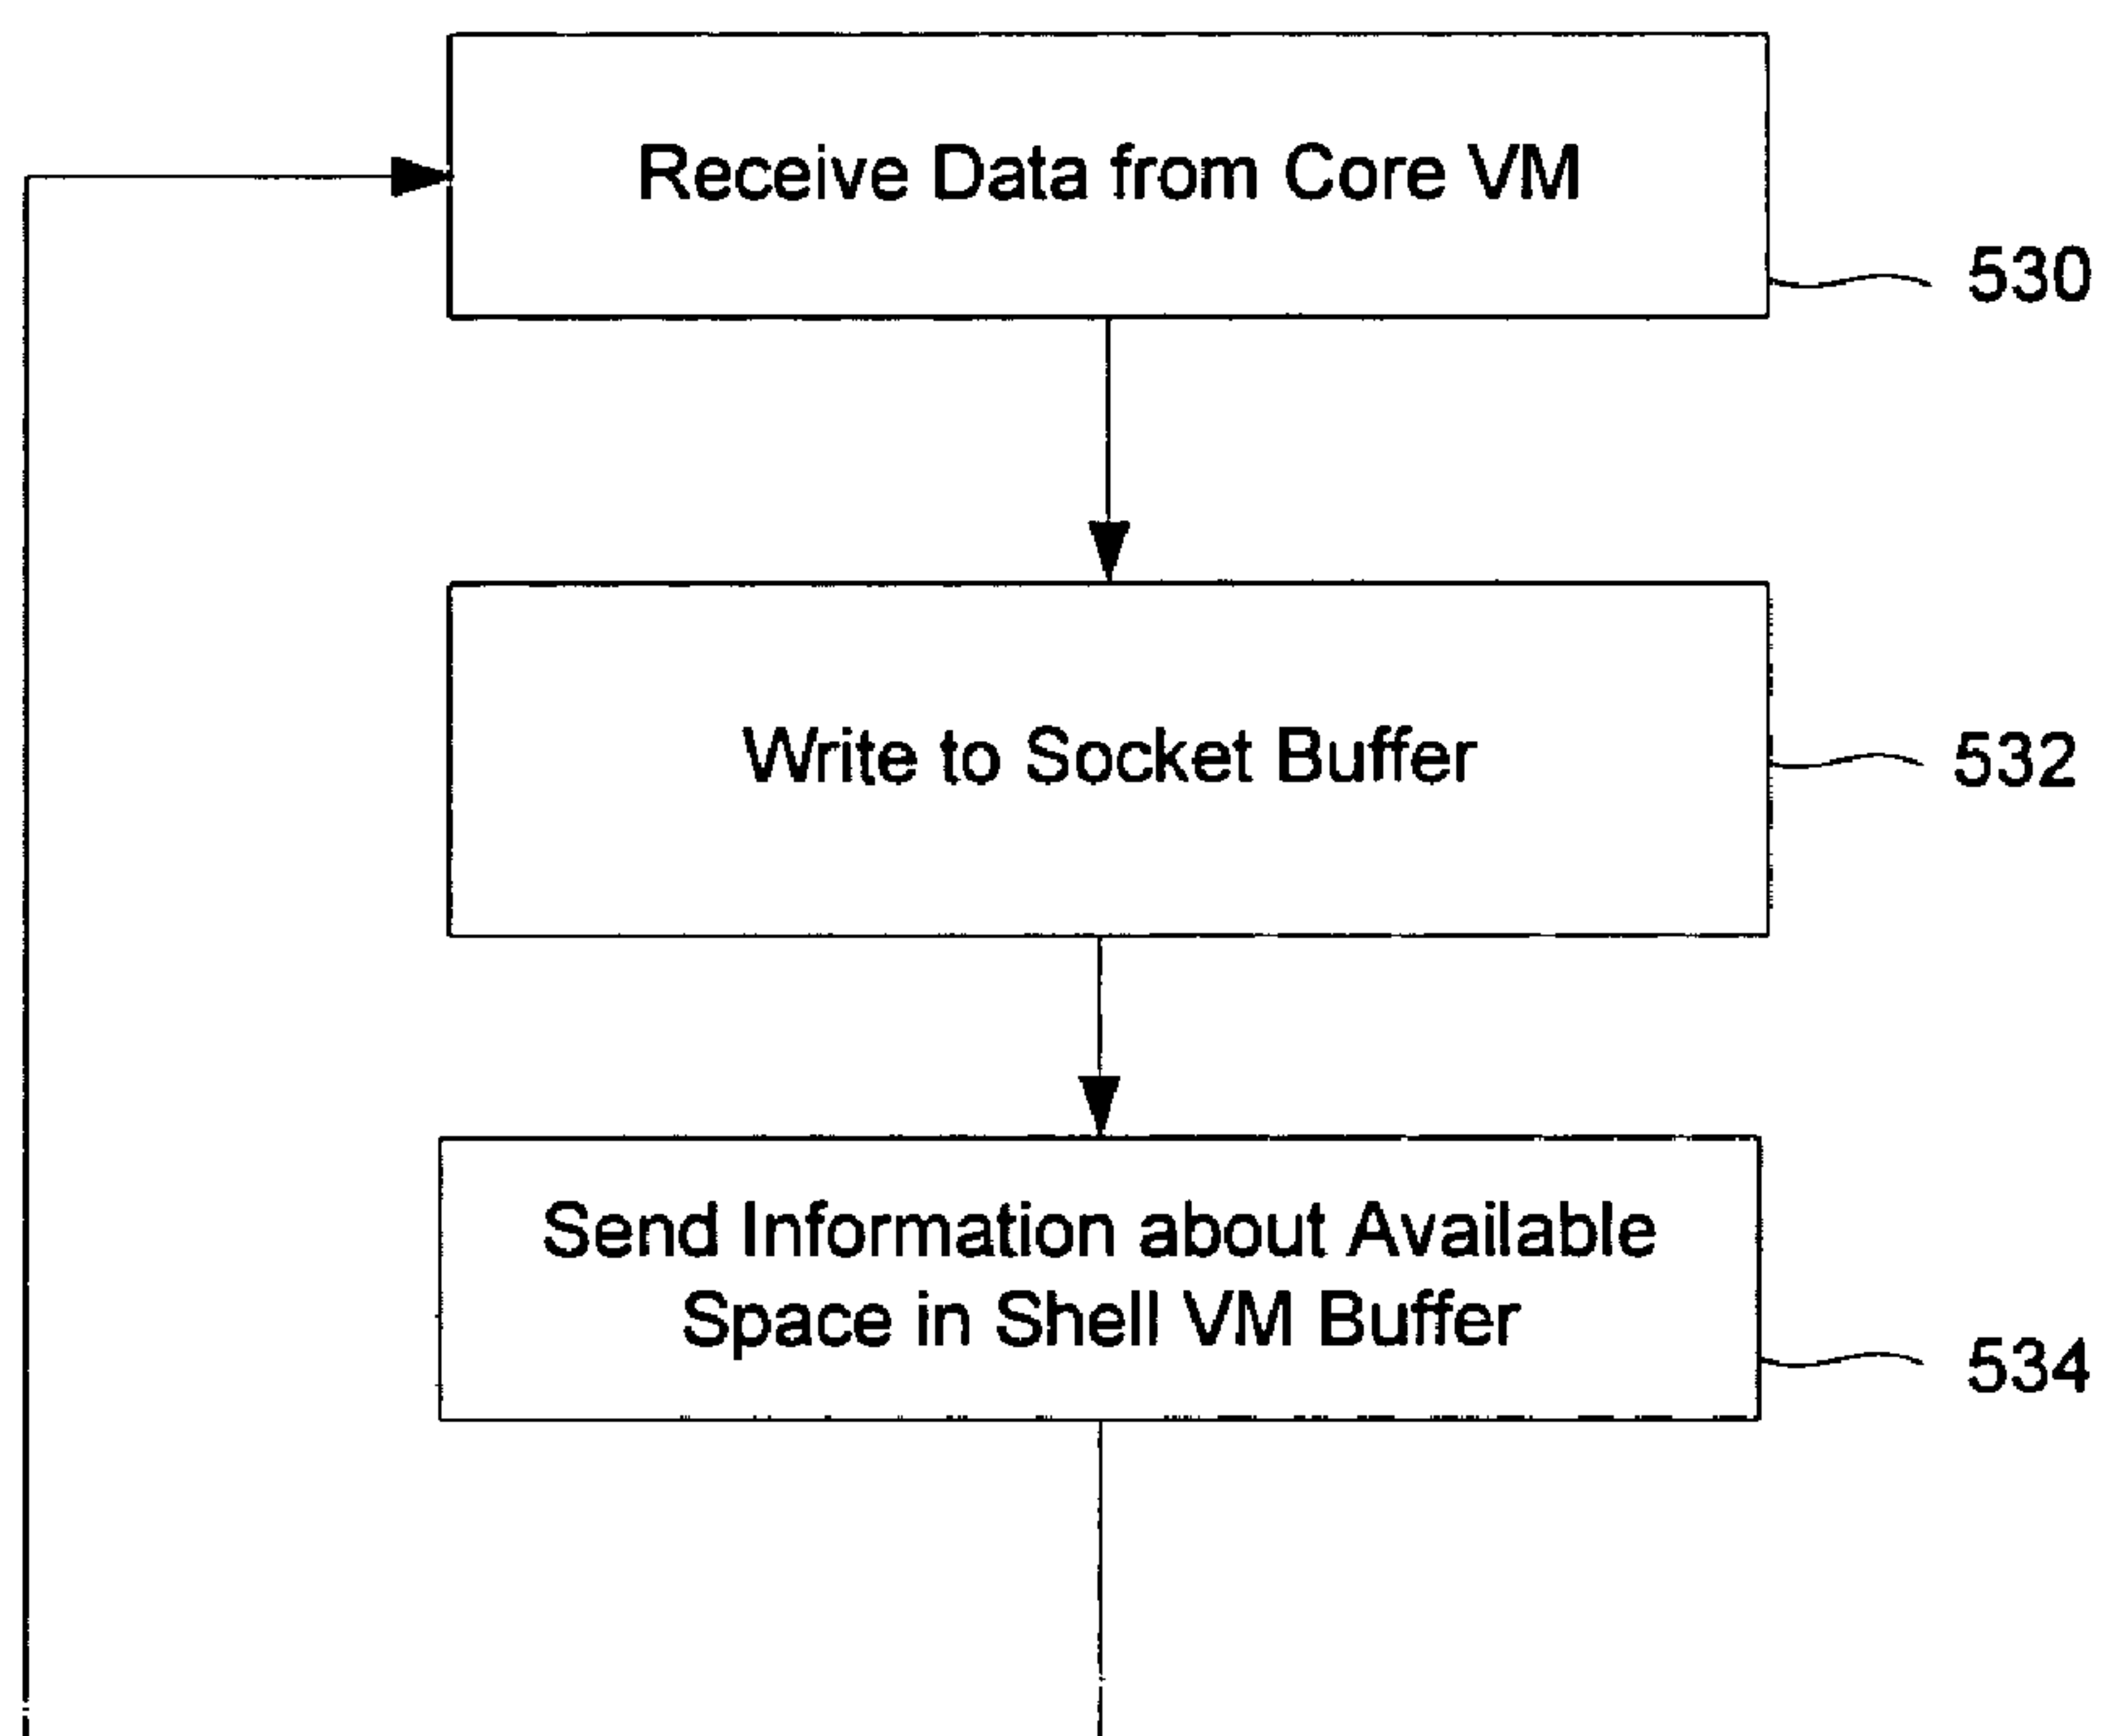 Receive Data from Core VM
530
Write to Socket Buffer
532
Send Information about Available
Space in Shell VM Buffer
534